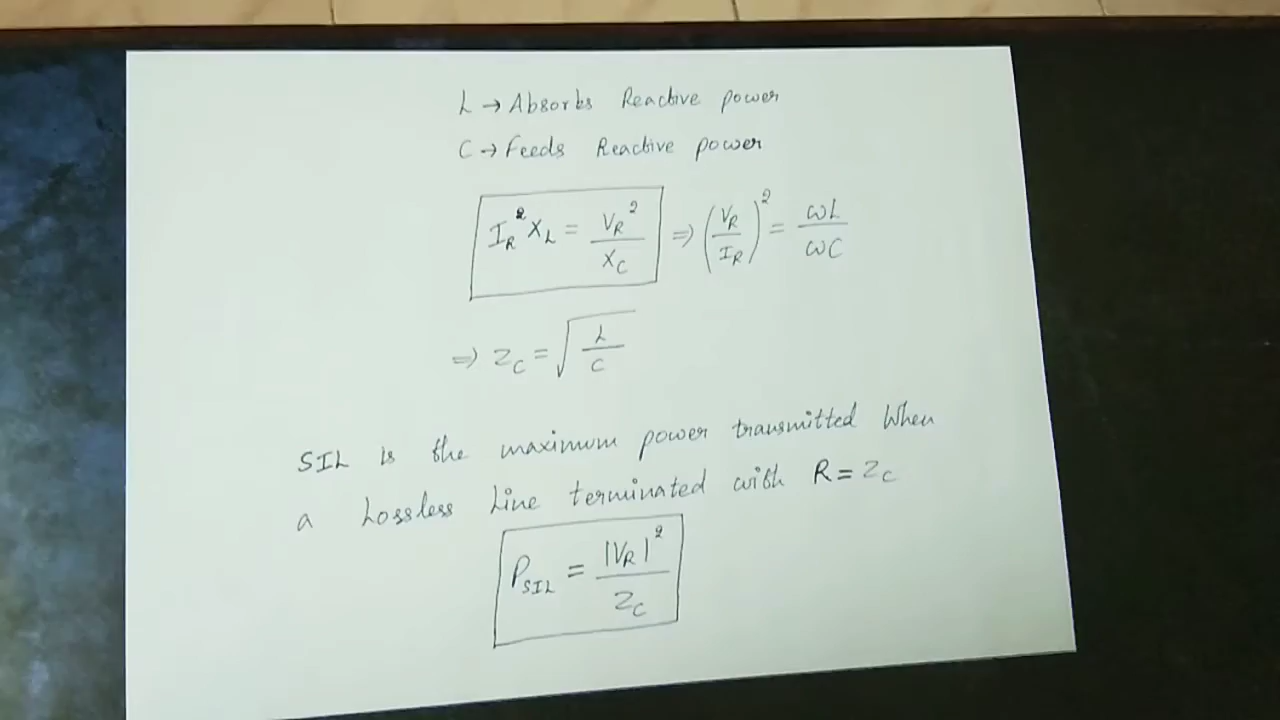 L → Absorbs Reactive power
C → Feeds Reactive power
I_R^2 X_L = V_R^2 / X_C ⇒ (V_R / I_R)^2 = ωL / ωC
⇒ Z_C = √(L / C)
SIL is the maximum power transmitted When
a Lossless Line terminated with R = Z_C
P_SIL = |V_R|^2 / Z_C